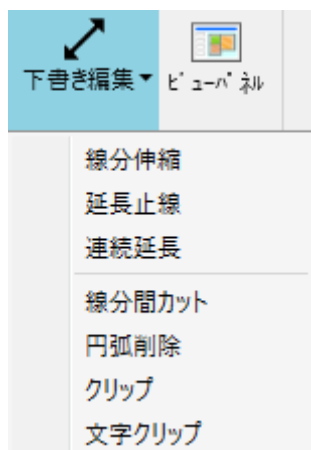 下書き編集▼
ﾋﾞｭｰﾊﾟﾈﾙ
線分伸縮
延長止線
連続延長
線分間カット
円弧削除
クリップ
文字クリップ